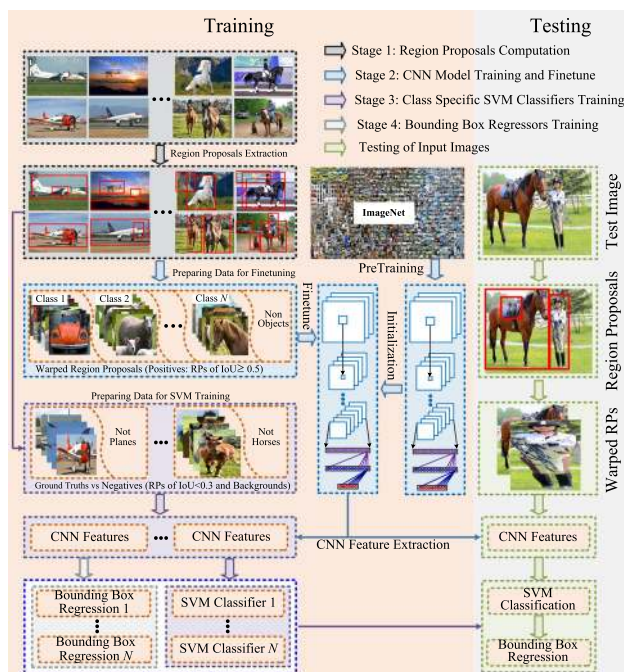 Training
Testing
Stage 1: Region Proposals Computation
Stage 2: CNN Model Training and Finetune
Stage 3: Class Specific SVM Classifiers Training
Stage 4: Bounding Box Regressors Training
Testing of Input Images
Region Proposals Extraction
ImageNet
Test Image
Preparing Data for Finetuning
PreTraining
Class 1
Class 2
Class N
Non
Objects
Warped Region Proposals (Positives: RPs of IoU≥ 0.5)
Finetune
Initialization
Region Proposals
Preparing Data for SVM Training
Not
Planes
Not
Horses
Ground Truths vs Negatives (RPs of IoU<0.3 and Backgrounds)
Warped RPs
CNN Features
CNN Features
CNN Feature Extraction
CNN Features
Bounding Box
Regression 1
Bounding Box
Regression N
SVM Classifier 1
SVM Classifier N
SVM
Classification
Bounding Box
Regression